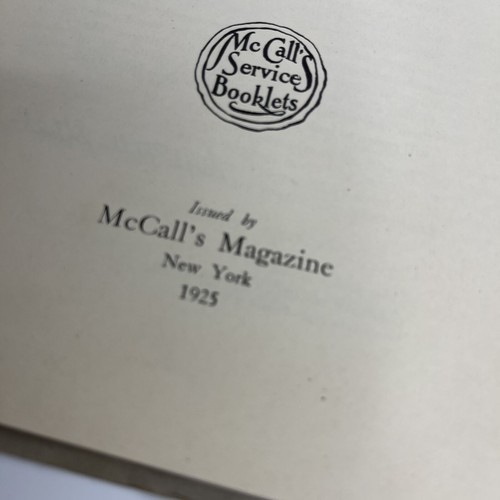 McCall's
Service
Booklets
Issued by
McCall's Magazine
New York
1925